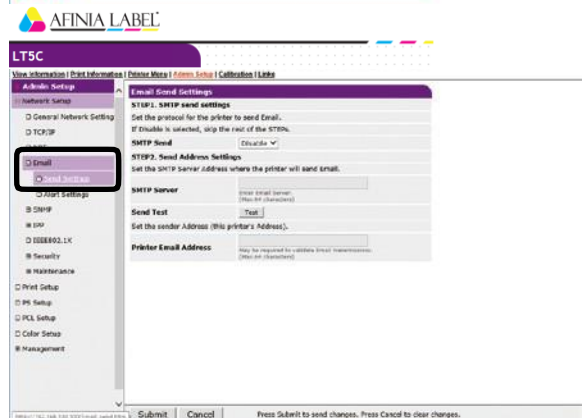 AFINIA LABEL
LT5C
View Information | Print Information | Printer Menu | Admin Setup | Calibration | Links
Admin Setup
Network Setup
General Network Setting
TCP/IP
Email
Send Settings
Alert Settings
SNMP
IPP
IEEE802.1X
Security
Maintenance
Print Setup
PS Setup
PCL Setup
Color Setup
Management
Email Send Settings
STEP1. SMTP send settings
Set the protocol for the printer to send Email.
If Disable is selected, skip the rest of the STEPs.
SMTP Send Disable
STEP2. Send Address Settings
Set the SMTP Server Address where the printer will send Email.
SMTP Server
Enter Email Server.
(Max.64 characters)
Send Test Test
Set the sender Address (this printer's Address).
Printer Email Address
May be required to validate Email transmission.
(Max.64 characters)
Submit Cancel Press Submit to send changes. Press Cancel to clear changes.